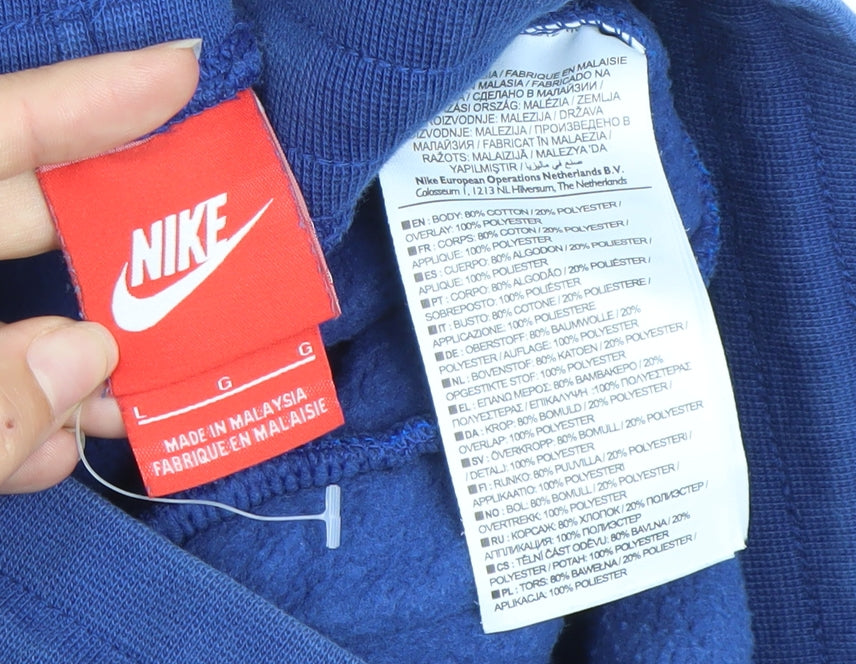 NIKE
L G G
MADE IN MALAYSIA
FABRIQUE EN MALAISIE
/ FABRIQUE EN MALAISIE
MALASIA / FABRICADO NA
/ СДЕЛАНО В МАЛАЙЗИИ /
ORSZÁG: MALÉZIA / ZEMLJA
IZVODNJE: MALEZIJA / DRŽAVA
IZVODNJE: MALEZIJA / ПРОИЗВЕДЕНО В
МАЛАЙЗИЯ / FABRICAT ÎN MALAEZIA /
RAŽOTS: MALAIZIJĀ / MALEZYA 'DA
YAPILMIŞTIR / صنع في ماليزيا
Nike European Operations Netherlands B.V.
Colosseum 1, 1213 NL Hilversum, The Netherlands
EN : BODY: 80% COTTON / 20% POLYESTER /
OVERLAY: 100% POLYESTER
FR : CORPS: 80% COTON / 20% POLYESTER /
APPLIQUE: 100% POLYESTER
ES : CUERPO: 80% ALGODON / 20% POLIESTER /
APLIQUE: 100% POLIESTER
PT : CORPO: 80% ALGODÃO / 20% POLIÉSTER /
SOBREPOSTO: 100% POLIÉSTER
IT : BUSTO: 80% COTONE / 20% POLIESTERE /
APPLICAZIONE: 100% POLIESTERE
DE : OBERSTOFF: 80% BAUMWOLLE / 20%
POLYESTER / AUFLAGE: 100% POLYESTER
NL : BOVENSTOF: 80% KATOEN / 20% POLYESTER /
OPGESTIKTE STOF: 100% POLYESTER
EL : ΕΠΑΝΩ ΜΕΡΟΣ: 80% ΒΑΜΒΑΚΕΡΟ / 20%
ΠΟΛΥΕΣΤΕΡΑΣ / ΕΠΙΚΑΛΥΨΗ :100% ΠΟΛΥΕΣΤΕΡΑΣ
DA : KROP: 80% BOMULD / 20% POLYESTER /
OVERLAP: 100% POLYESTER
SV : ÖVERKROPP: 80% BOMULL / 20% POLYESTER
/ DETALJ: 100% POLYESTER
FI : RUNKO: 80% PUUVILLA / 20% POLYESTERI /
APPLIKAATIO: 100% POLYESTERI
NO : BOL: 80% BOMULL / 20% POLYESTER /
OVERTREKK: 100% POLYESTER
RU : КОРСАЖ: 80% ХЛОПОК / 20% ПОЛИЭСТЕР /
АППЛИКАЦИЯ: 100% ПОЛИЭСТЕР
CS : TĚLNÍ ČÁST ODĚVU: 80% BAVLNA / 20%
POLYESTER / POTAH: 100% POLYESTER
PL : TORS: 80% BAWEŁNA / 20% POLIESTER /
APLIKACJA: 100% POLIESTER